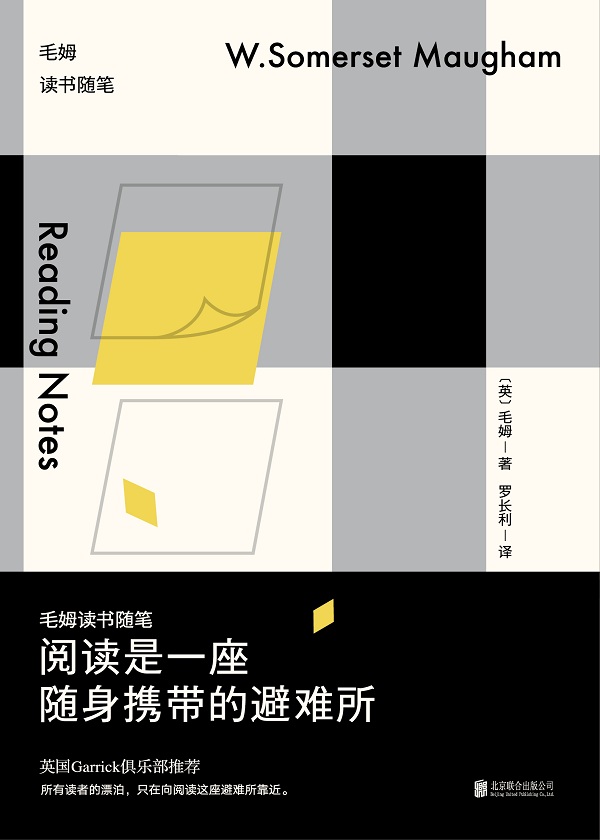 毛姆
读书随笔
W.Somerset Maugham
Reading Notes
〔英〕毛姆|著 罗长利|译
毛姆读书随笔
阅读是一座
随身携带的避难所
英国Garrick俱乐部推荐
所有读者的漂泊，只在向阅读这座避难所靠近。
北京联合出版公司
Beijing United Publishing Co.,Ltd.